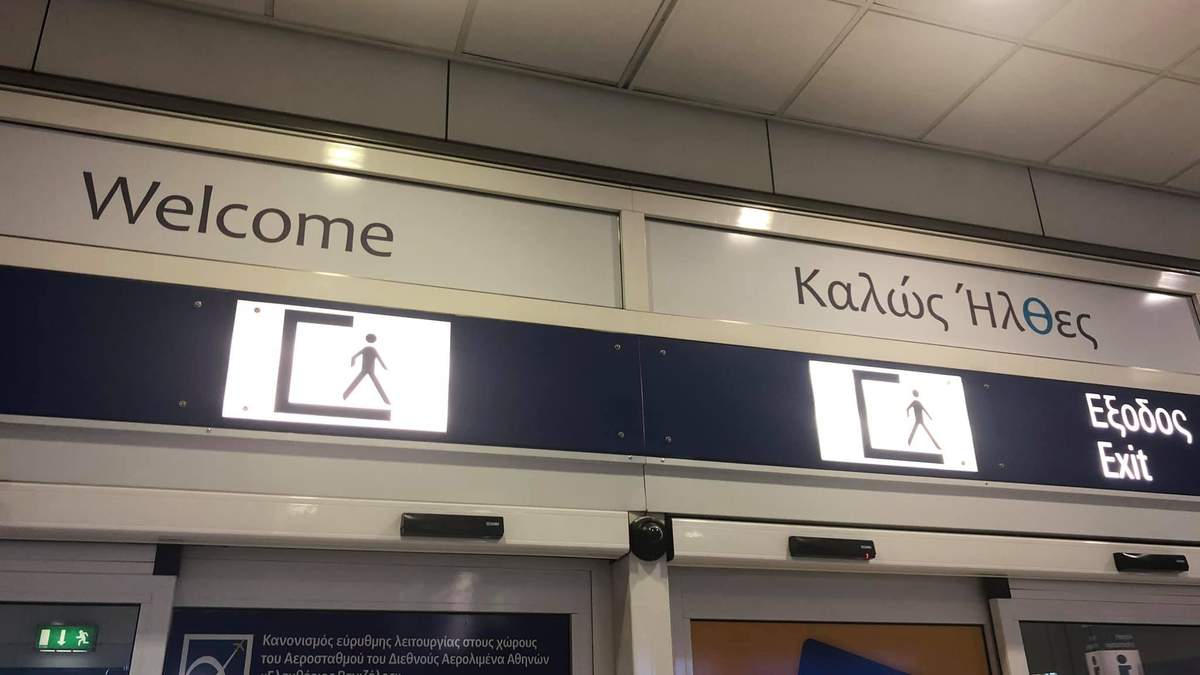 Welcome
Καλώς Ήλθες
Εξοδος
Exit
Κανονισμός εύρυθμης λειτουργίας στους χώρους
του Αεροσταθμού του Διεθνούς Αερολιμένα Αθηνών